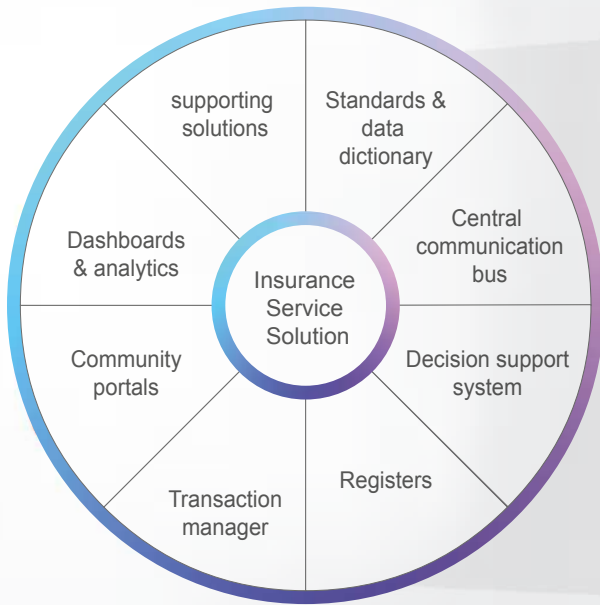 supporting
solutions
Standards &
data
dictionary
Central
communication
bus
Decision support
system
Registers
Transaction
manager
Community
portals
Dashboards
& analytics
Insurance
Service
Solution